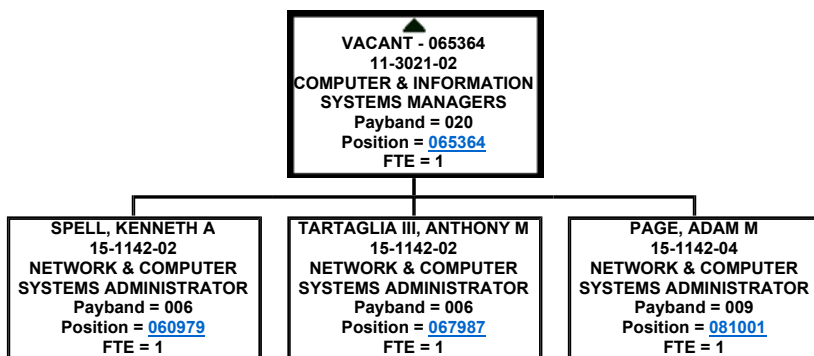 VACANT - 065364
11-3021-02
COMPUTER & INFORMATION
SYSTEMS MANAGERS
Payband = 020
Position = 065364
FTE = 1
SPELL, KENNETH A
15-1142-02
NETWORK & COMPUTER
SYSTEMS ADMINISTRATOR
Payband = 006
Position = 060979
FTE = 1
TARTAGLIA III, ANTHONY M
15-1142-02
NETWORK & COMPUTER
SYSTEMS ADMINISTRATOR
Payband = 006
Position = 067987
FTE = 1
PAGE, ADAM M
15-1142-04
NETWORK & COMPUTER
SYSTEMS ADMINISTRATOR
Payband = 009
Position = 081001
FTE = 1